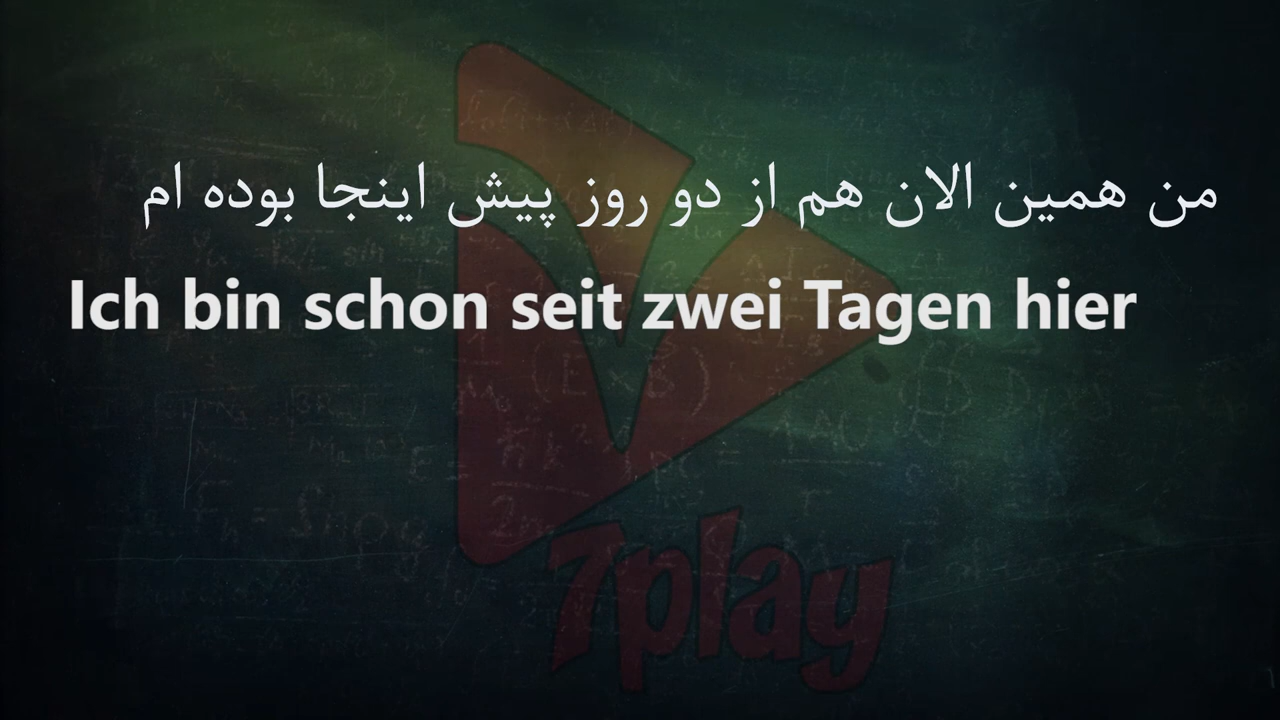 من همین الان هم از دو روز پیش اینجا بوده ام
Ich bin schon seit zwei Tagen hier
7play